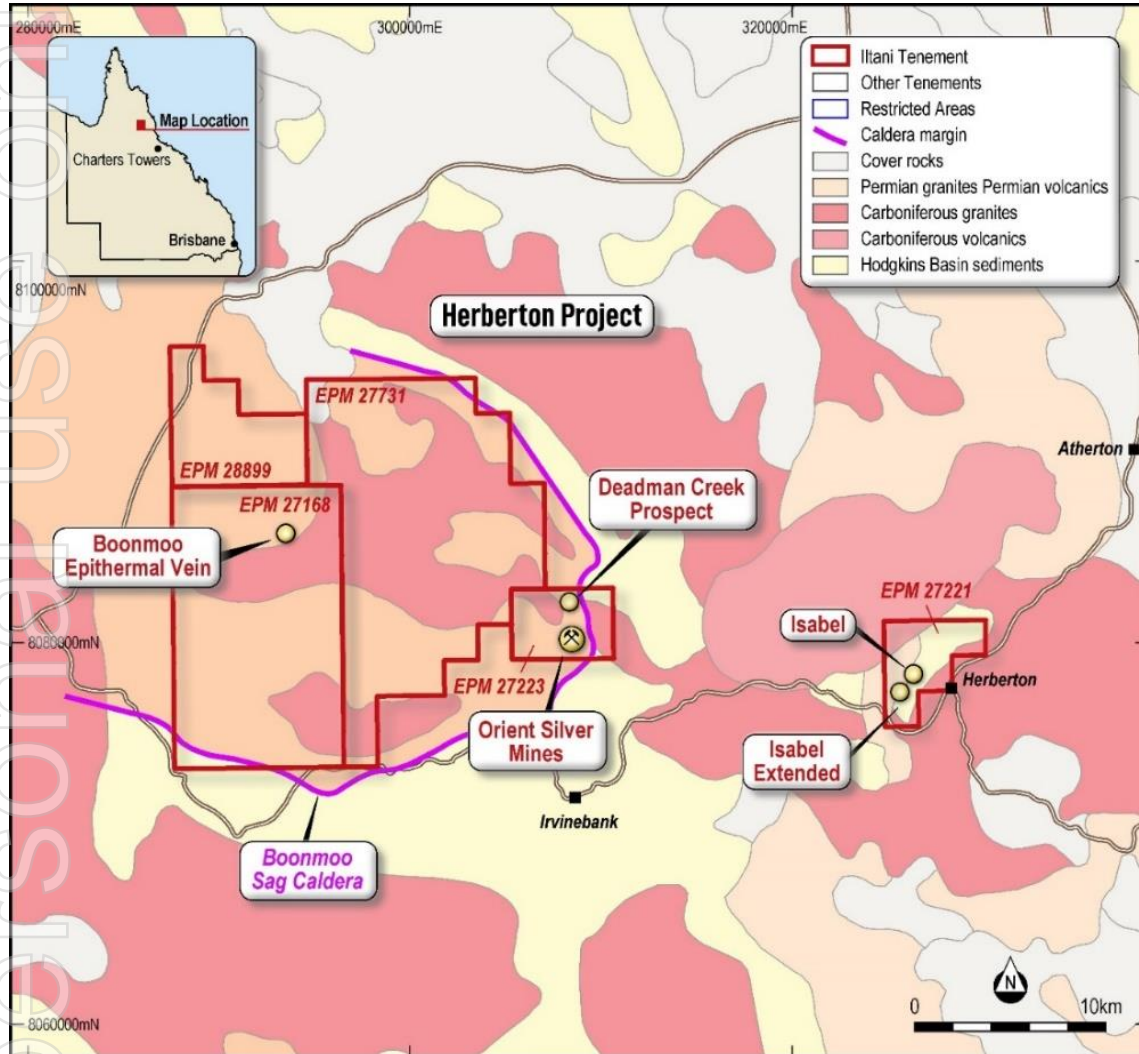 280000mE
300000mE
320000mE
Map Location
Charters Towers
Brisbane
Iltani Tenement
Other Tenements
Restricted Areas
Caldera margin
Cover rocks
Permian granites Permian volcanics
Carboniferous granites
Carboniferous volcanics
Hodgkins Basin sediments
8100000mN
Herberton Project
EPM 27731
Atherton
EPM 28899
EPM 27168
Deadman Creek
Prospect
Boonmoo
Epithermal Vein
EPM 27221
Isabel
8080000mN
EPM 27223
Herberton
Orient Silver
Mines
Isabel
Extended
Irvinebank
Boonmoo
Sag Caldera
N
0 10km
8060000mN